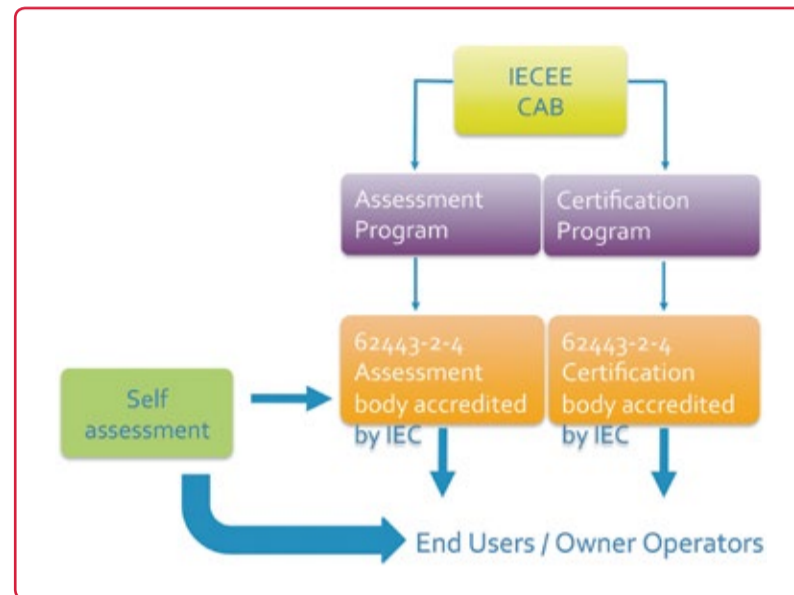 IECEE
CAB
Assessment
Program
Certification
Program
62443-2-4
Assessment
body accredited
by IEC
62443-2-4
Certification
body accredited
by IEC
Self
assessment
End Users / Owner Operators